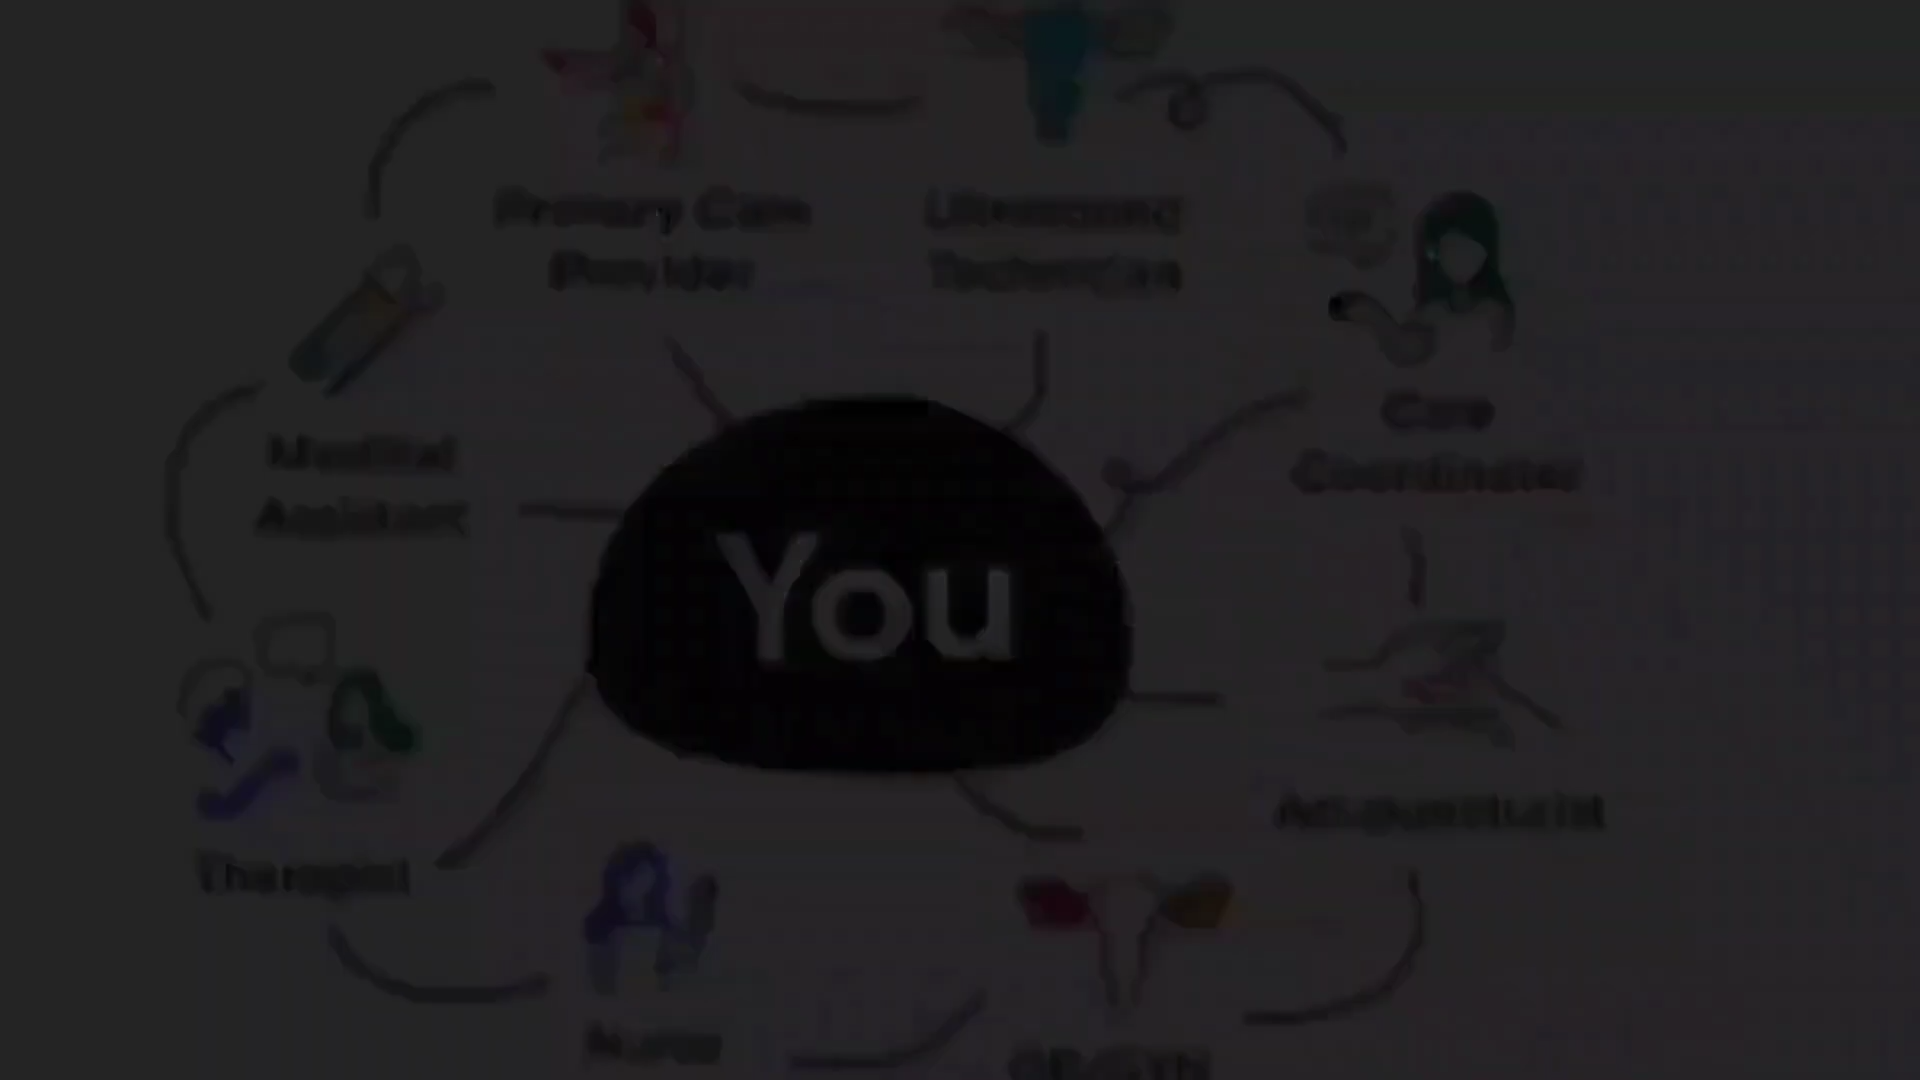 Primary Care
Provider
Ultrasound
Technician
Care
Coordinator
Medical
Assistant
You
Acupuncturist
Therapist
Nurse
OB/GYN